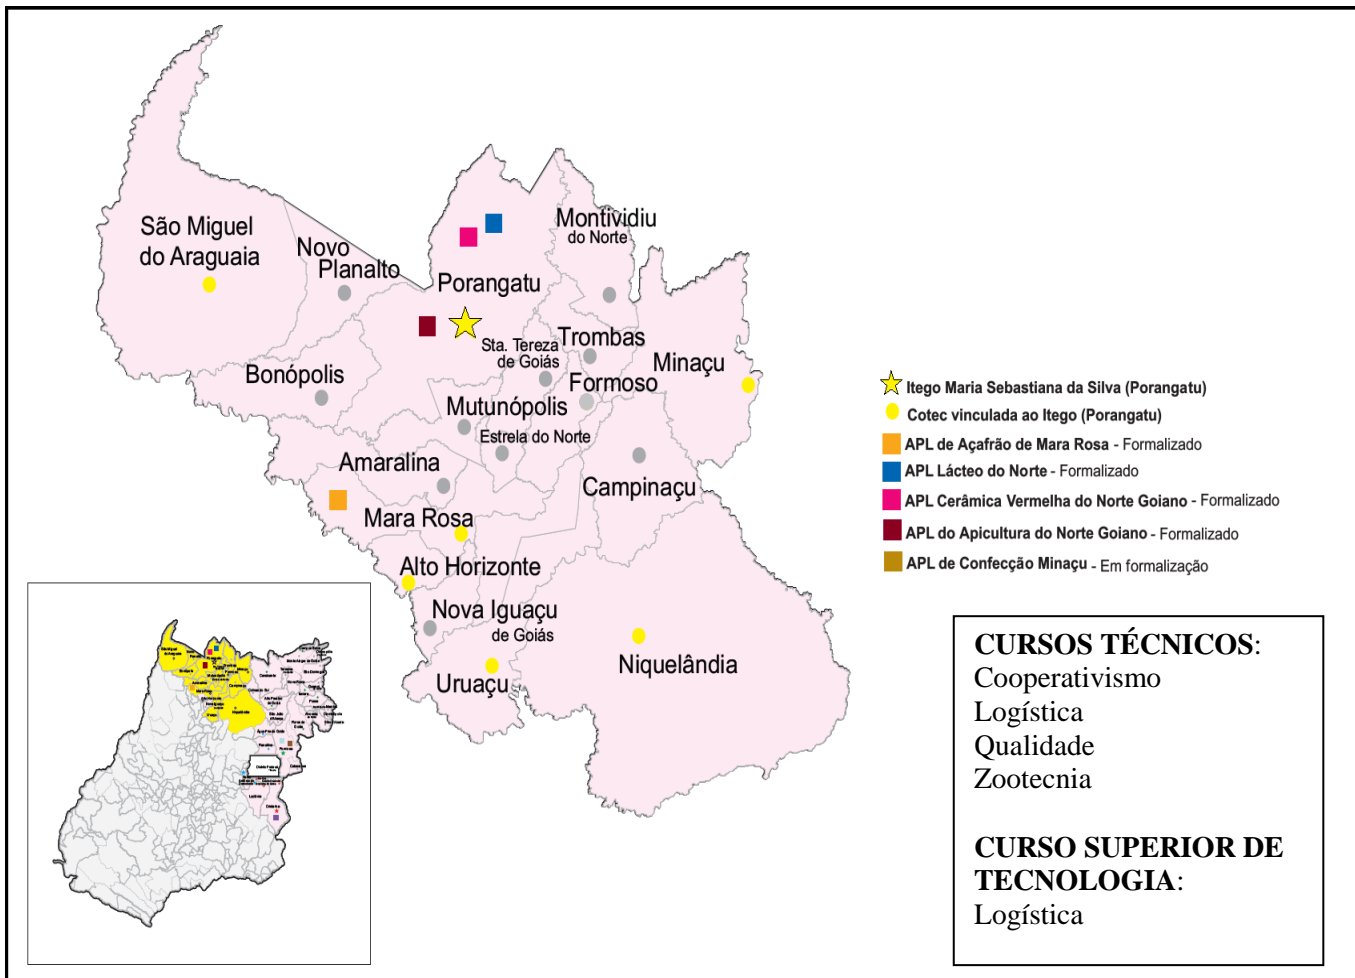 São Miguel
do Araguaia
Novo
Planalto
Porangatu
Montividiu
do Norte
Sta. Tereza
de Goiás
Trombas
Minaçu
Bonópolis
Formoso
Mutunópolis
Estrela do Norte
Amaralina
Campinaçu
Mara Rosa
Alto Horizonte
Nova Iguaçu
de Goiás
Niquelândia
Uruaçu
Itego Maria Sebastiana da Silva (Porangatu)
Cotec vinculada ao Itego (Porangatu)
APL de Açafrão de Mara Rosa - Formalizado
APL Lácteo do Norte - Formalizado
APL Cerâmica Vermelha do Norte Goiano - Formalizado
APL do Apicultura do Norte Goiano - Formalizado
APL de Confecção Minaçu - Em formalização
CURSOS TÉCNICOS:
Cooperativismo
Logística
Qualidade
Zootecnia
CURSO SUPERIOR DE
TECNOLOGIA:
Logística